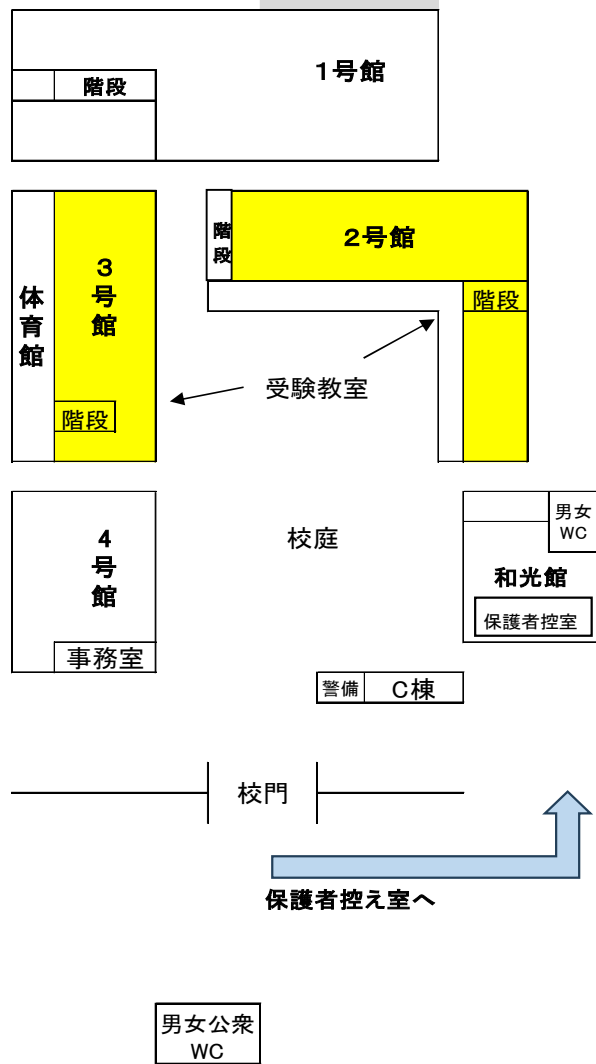 1号館
階段
階段
2号館
3号館
体育館
階段
受験教室
階段
4号館
校庭
男女
WC
和光館
保護者控室
事務室
警備
C棟
校門
保護者控え室へ
男女公衆
WC